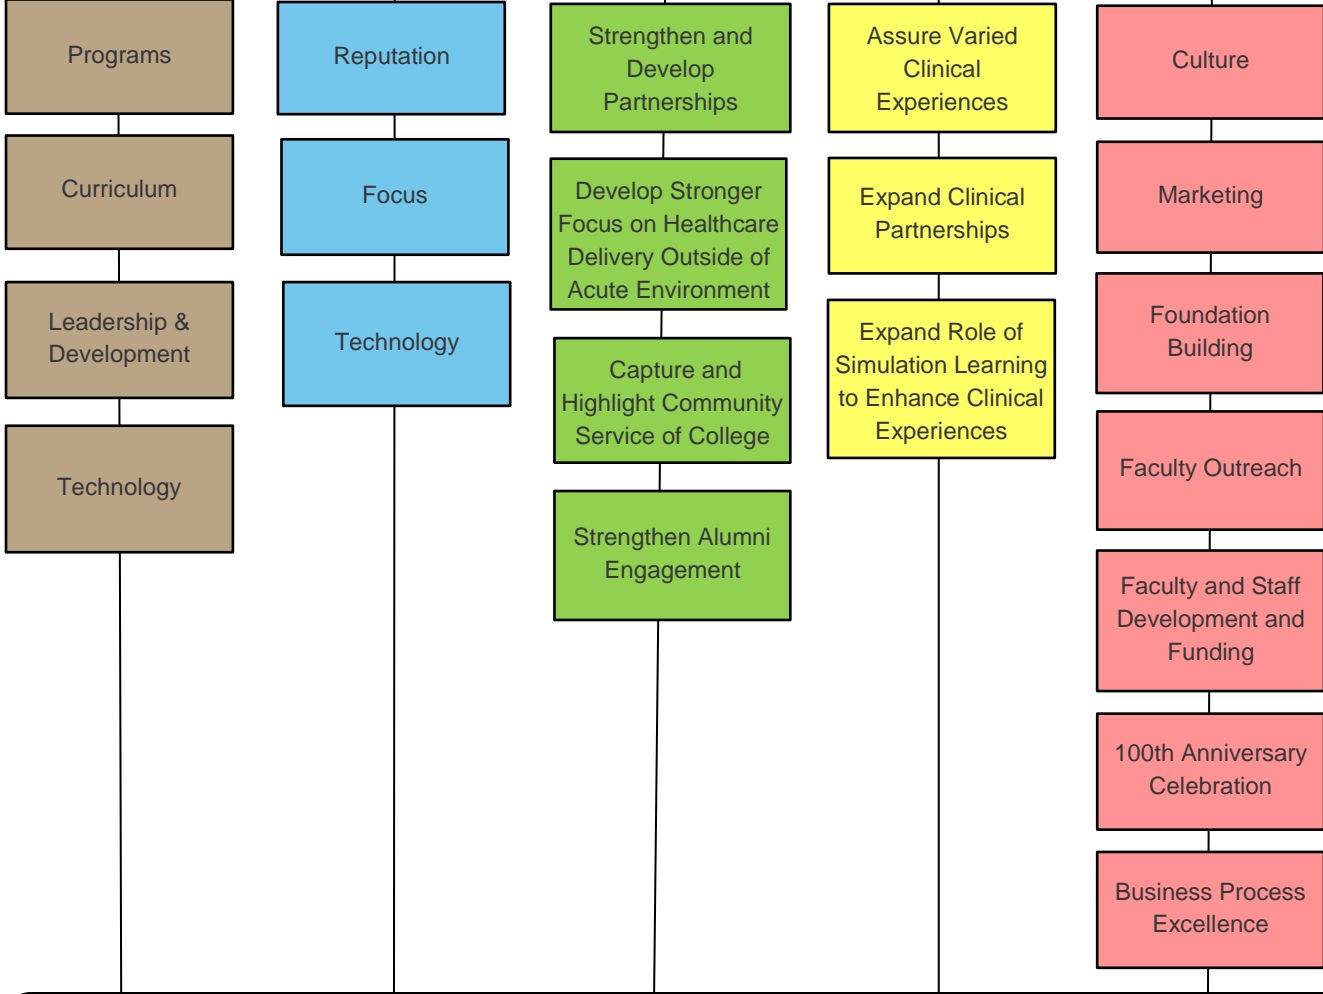 Programs
Curriculum
Leadership &
Development
Technology
Reputation
Focus
Technology
Strengthen and
Develop
Partnerships
Develop Stronger
Focus on Healthcare
Delivery Outside of
Acute Environment
Capture and
Highlight Community
Service of College
Strengthen Alumni
Engagement
Assure Varied
Clinical
Experiences
Expand Clinical
Partnerships
Expand Role of
Simulation Learning
to Enhance Clinical
Experiences
Culture
Marketing
Foundation
Building
Faculty Outreach
Faculty and Staff
Development and
Funding
100th Anniversary
Celebration
Business Process
Excellence